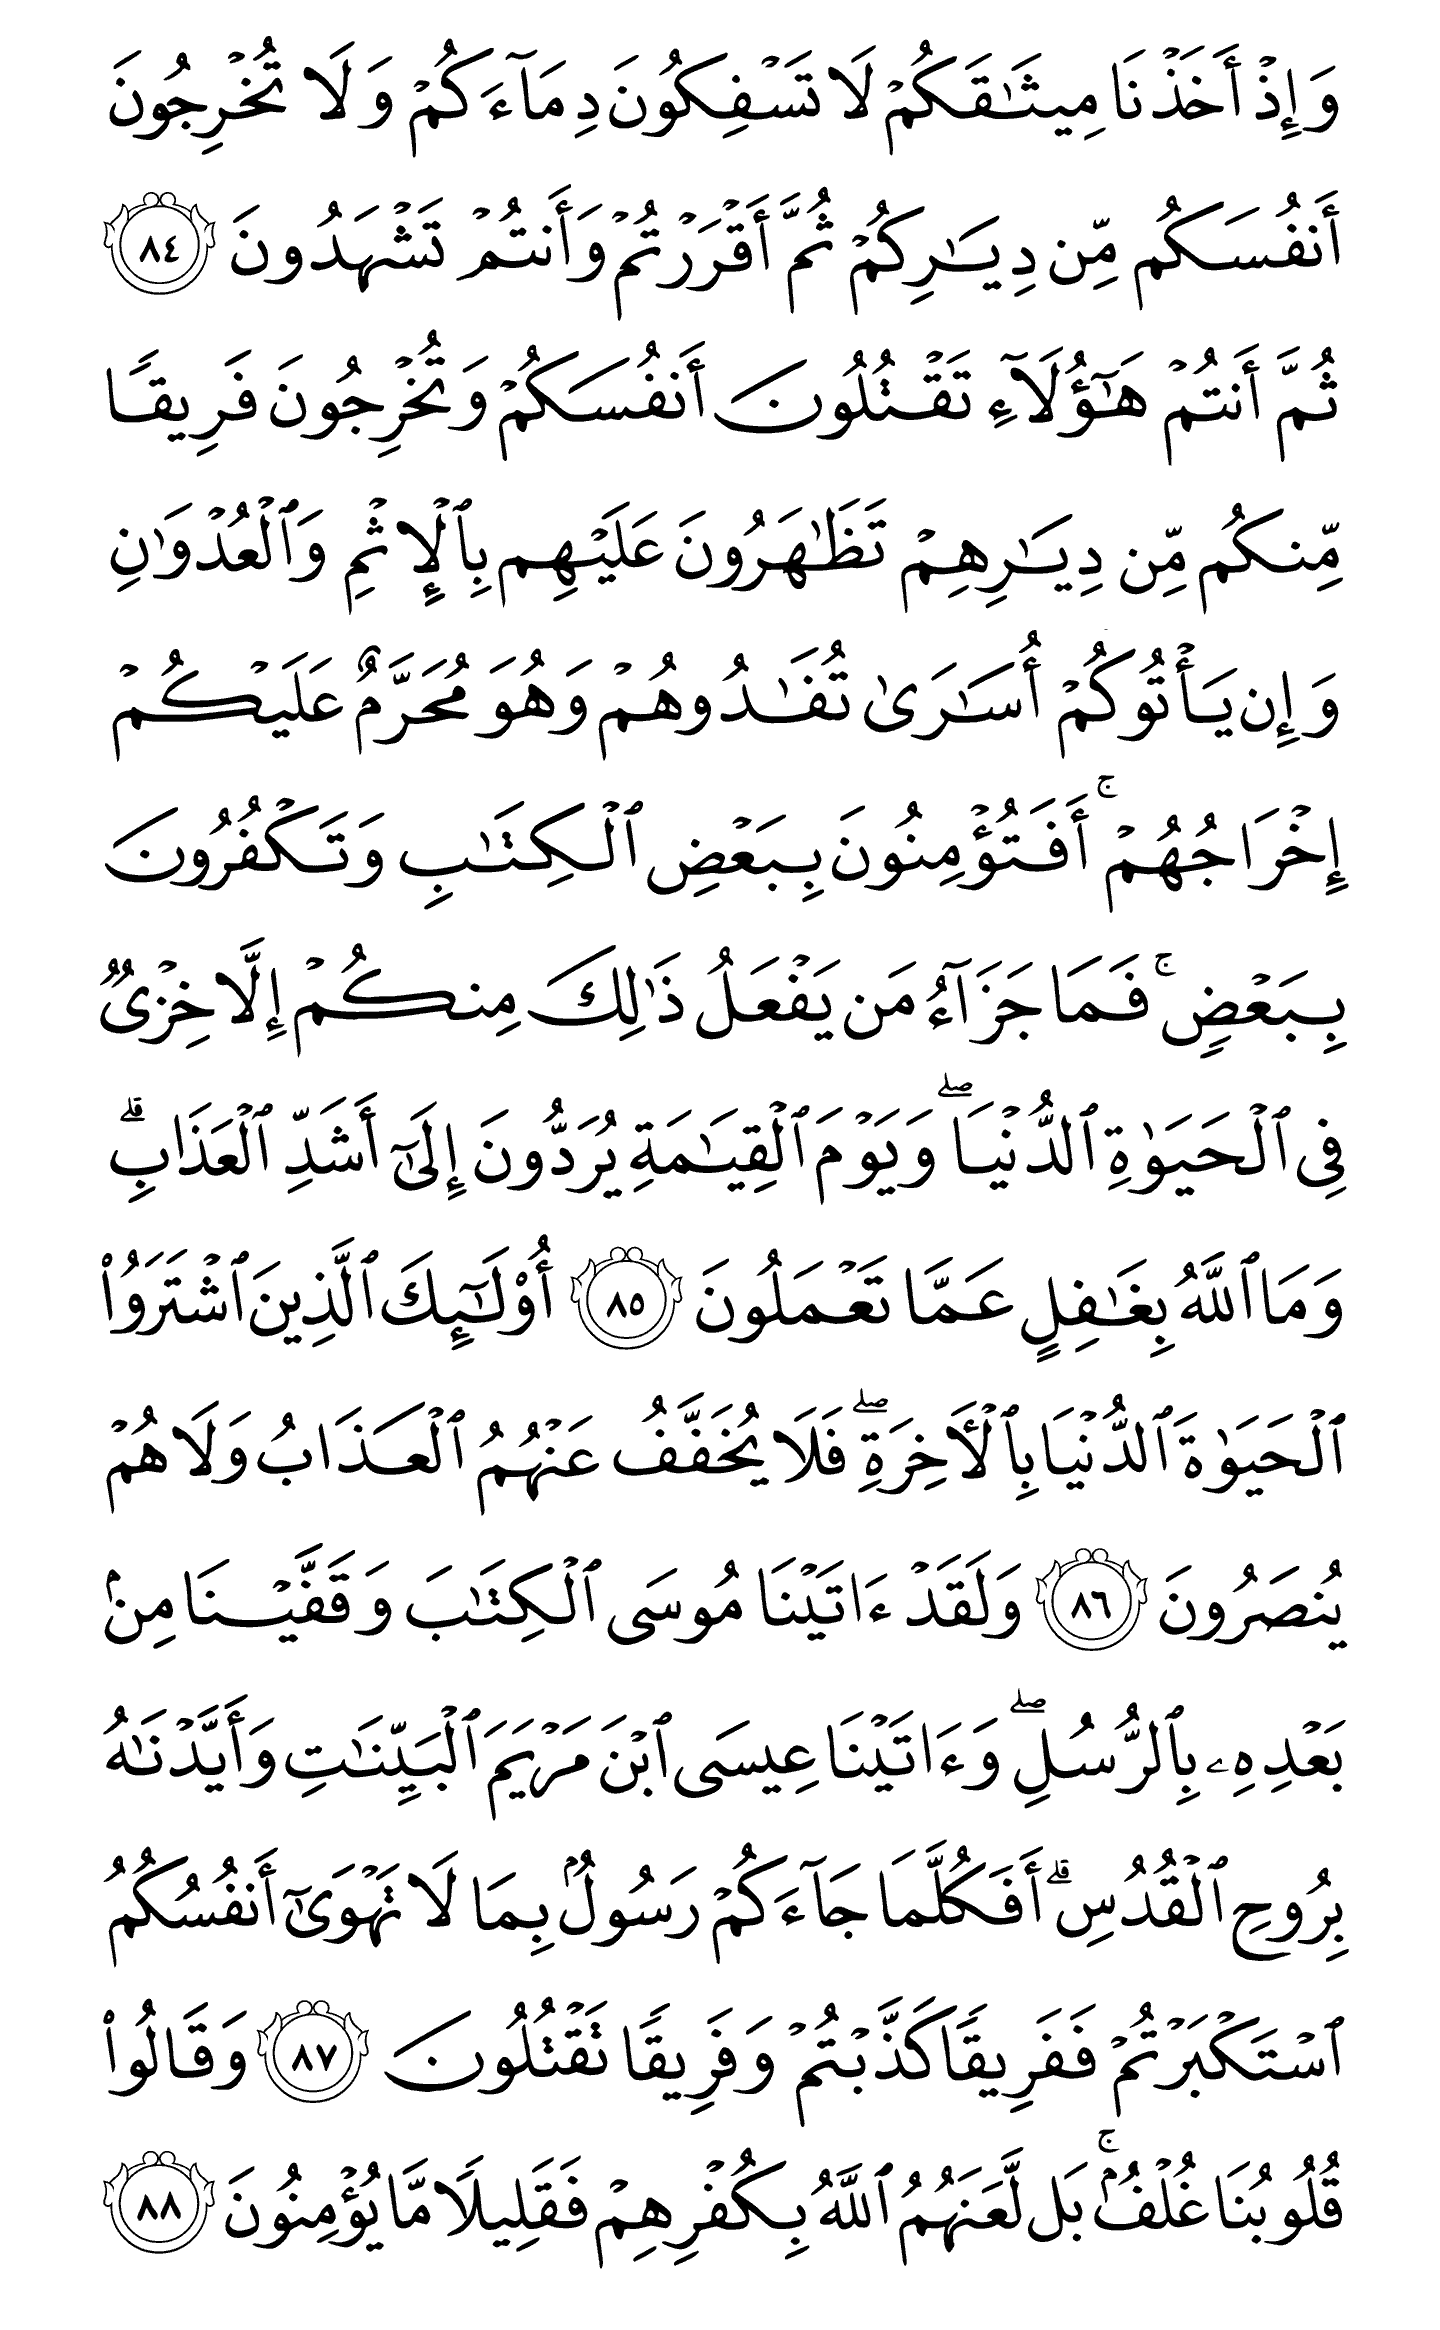 وَإِذۡ أَخَذۡنَا مِيثَٰقَكُمۡ لَا تَسۡفِكُونَ دِمَآءَكُمۡ وَلَا تُخۡرِجُونَ
أَنفُسَكُم مِّن دِيَٰرِكُمۡ ثُمَّ أَقۡرَرۡتُمۡ وَأَنتُمۡ تَشۡهَدُونَ ٨٤
ثُمَّ أَنتُمۡ هَٰٓؤُلَآءِ تَقۡتُلُونَ أَنفُسَكُمۡ وَتُخۡرِجُونَ فَرِيقٗا
مِّنكُم مِّن دِيَٰرِهِمۡ تَظَٰهَرُونَ عَلَيۡهِم بِٱلۡإِثۡمِ وَٱلۡعُدۡوَٰنِ
وَإِن يَأۡتُوكُمۡ أُسَٰرَىٰ تُفَٰدُوهُمۡ وَهُوَ مُحَرَّمٌ عَلَيۡكُمۡ
إِخۡرَاجُهُمۡۚ أَفَتُؤۡمِنُونَ بِبَعۡضِ ٱلۡكِتَٰبِ وَتَكۡفُرُونَ
بِبَعۡضٖۚ فَمَا جَزَآءُ مَن يَفۡعَلُ ذَٰلِكَ مِنكُمۡ إِلَّا خِزۡيٞ
فِي ٱلۡحَيَوٰةِ ٱلدُّنۡيَاۖ وَيَوۡمَ ٱلۡقِيَٰمَةِ يُرَدُّونَ إِلَىٰٓ أَشَدِّ ٱلۡعَذَابِۗ
وَمَا ٱللَّهُ بِغَٰفِلٍ عَمَّا تَعۡمَلُونَ ٨٥ أُوْلَٰٓئِكَ ٱلَّذِينَ ٱشۡتَرَوُاْ
ٱلۡحَيَوٰةَ ٱلدُّنۡيَا بِٱلۡأٓخِرَةِۖ فَلَا يُخَفَّفُ عَنۡهُمُ ٱلۡعَذَابُ وَلَا هُمۡ
يُنصَرُونَ ٨٦ وَلَقَدۡ ءَاتَيۡنَا مُوسَى ٱلۡكِتَٰبَ وَقَفَّيۡنَا مِنۢ
بَعۡدِهِۦ بِٱلرُّسُلِۖ وَءَاتَيۡنَا عِيسَى ٱبۡنَ مَرۡيَمَ ٱلۡبَيِّنَٰتِ وَأَيَّدۡنَٰهُ
بِرُوحِ ٱلۡقُدُسِۗ أَفَكُلَّمَا جَآءَكُمۡ رَسُولُۢ بِمَا لَا تَهۡوَىٰٓ أَنفُسُكُمُ
ٱسۡتَكۡبَرۡتُمۡ فَفَرِيقٗا كَذَّبۡتُمۡ وَفَرِيقٗا تَقۡتُلُونَ ٨٧ وَقَالُواْ
قُلُوبُنَا غُلۡفُۢۚ بَل لَّعَنَهُمُ ٱللَّهُ بِكُفۡرِهِمۡ فَقَلِيلٗا مَّا يُؤۡمِنُونَ ٨٨